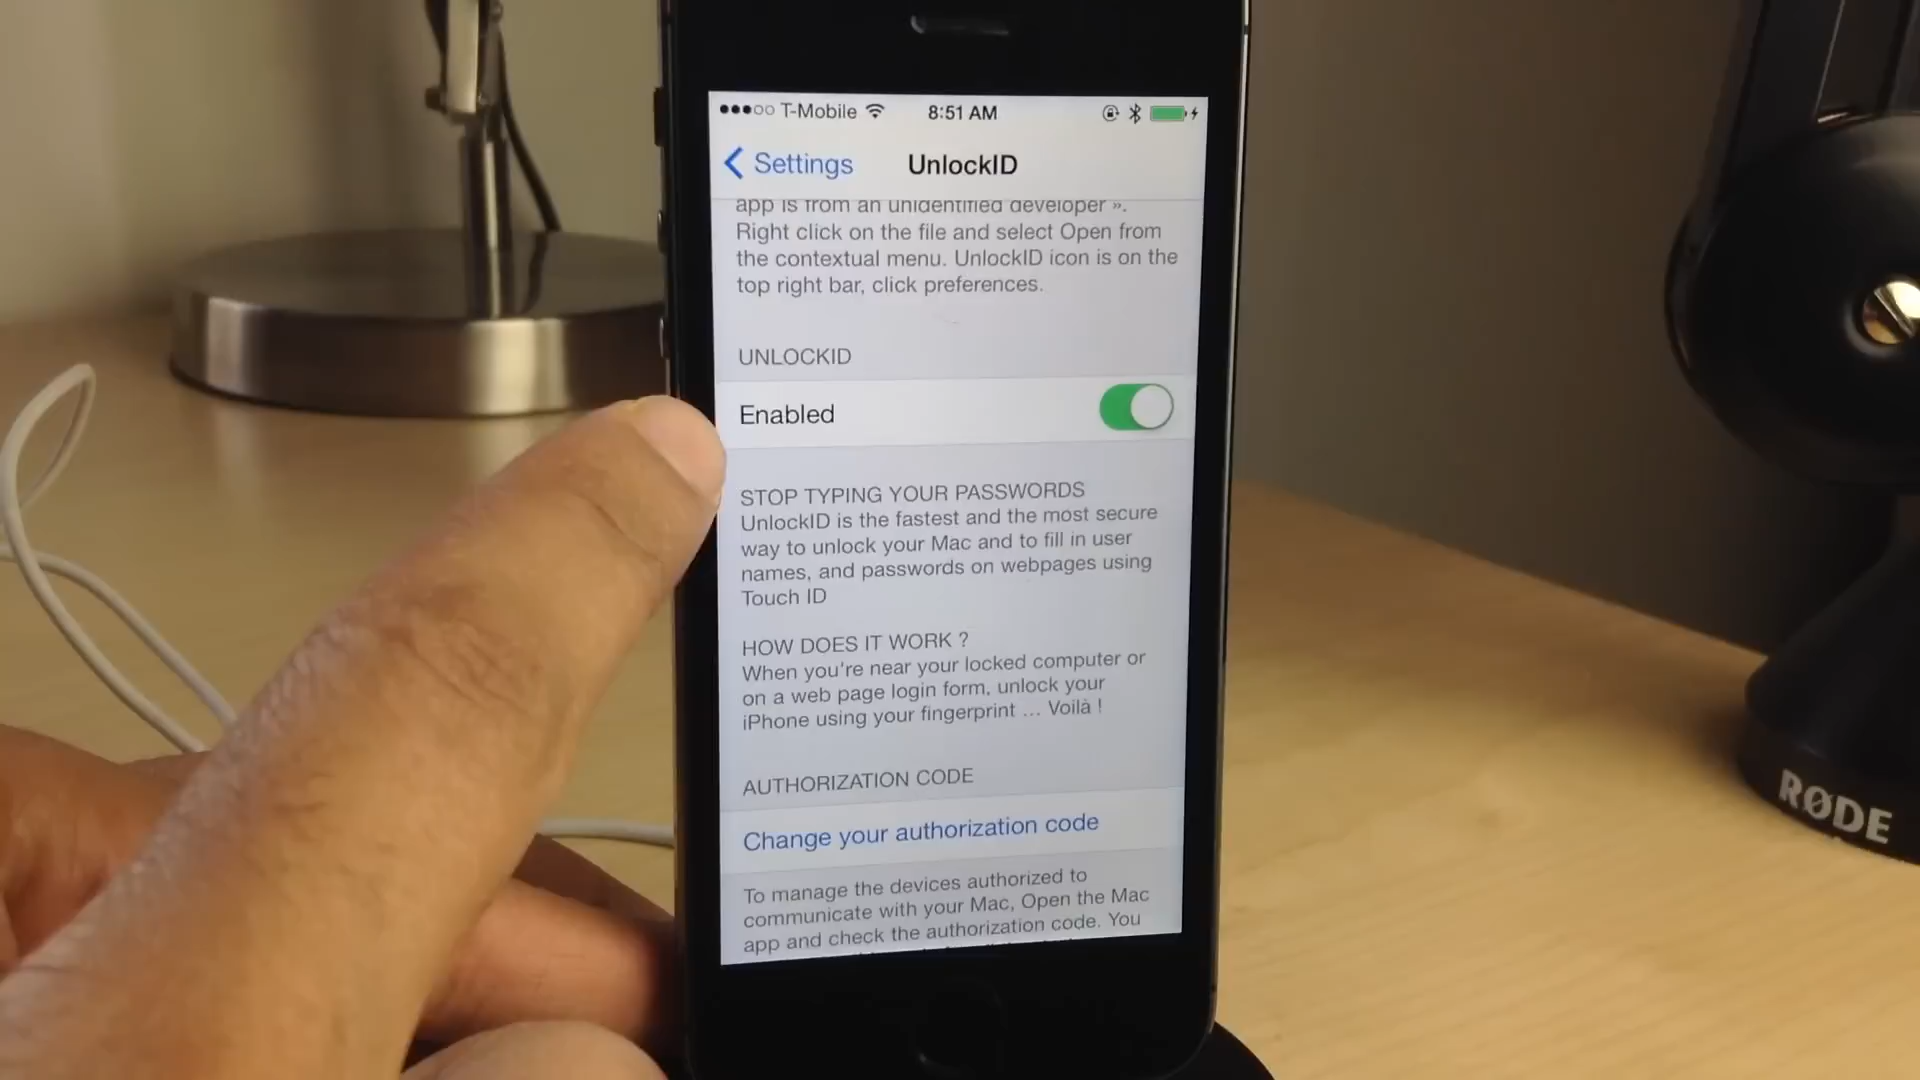 T-Mobile 8:51 AM
Settings UnlockID
app is from an unidentified developer ».
Right click on the file and select Open from
the contextual menu. UnlockID icon is on the
top right bar, click preferences.
UNLOCKID
Enabled
STOP TYPING YOUR PASSWORDS
UnlockID is the fastest and the most secure
way to unlock your Mac and to fill in user
names, and passwords on webpages using
Touch ID
HOW DOES IT WORK ?
When you're near your locked computer or
on a web page login form, unlock your
iPhone using your fingerprint ... Voilà !
AUTHORIZATION CODE
Change your authorization code
To manage the devices authorized to
communicate with your Mac, Open the Mac
app and check the authorization code. You
RØDE